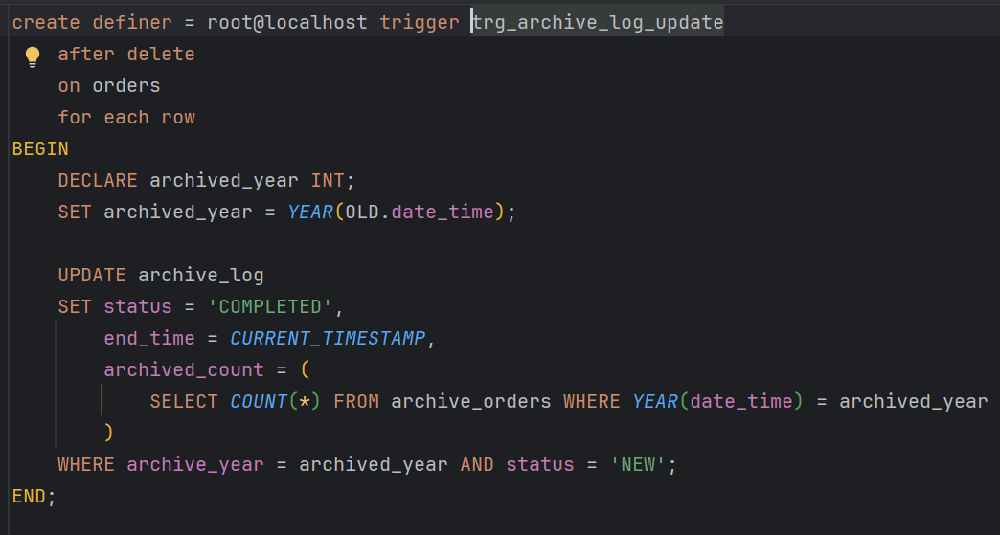 create definer = root@localhost trigger trg_archive_log_update
    after delete
    on orders
    for each row
BEGIN
    DECLARE archived_year INT;
    SET archived_year = YEAR(OLD.date_time);

    UPDATE archive_log
    SET status = 'COMPLETED',
        end_time = CURRENT_TIMESTAMP,
        archived_count = (
            SELECT COUNT(*) FROM archive_orders WHERE YEAR(date_time) = archived_year
        )
    WHERE archive_year = archived_year AND status = 'NEW';
END;